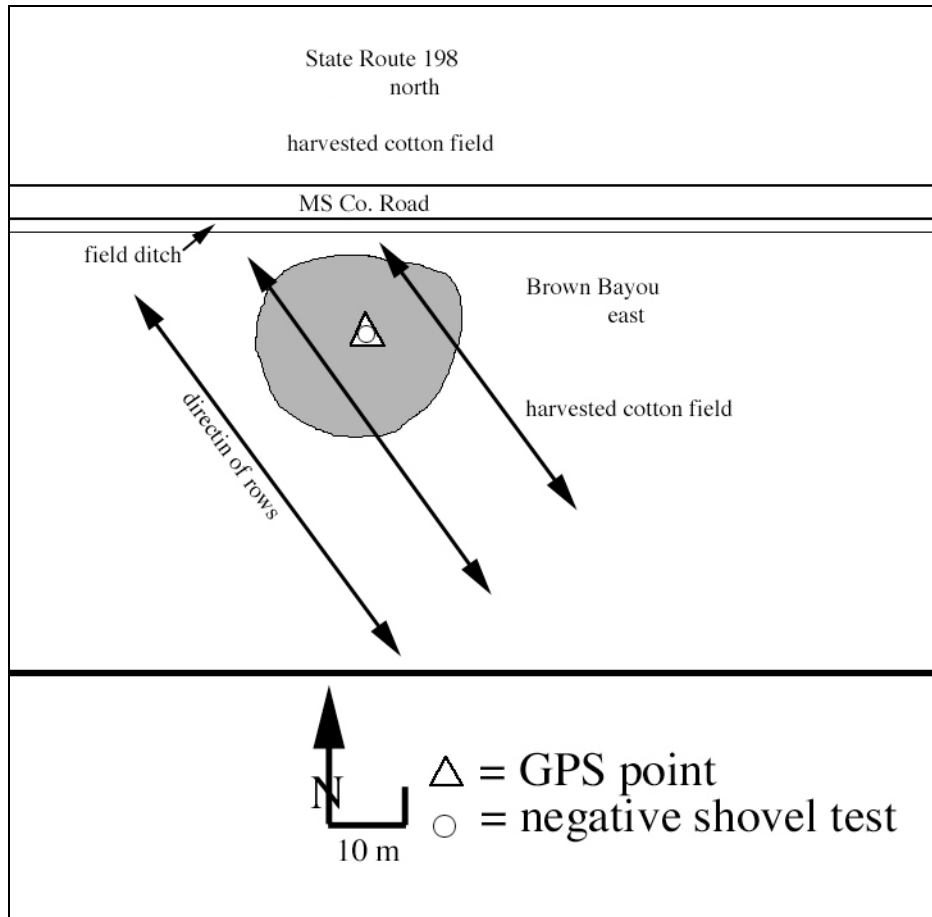 State Route 198
north
harvested cotton field
MS Co. Road
field ditch
Brown Bayou
east
harvested cotton field
directin of rows
N
10 m
= GPS point
= negative shovel test